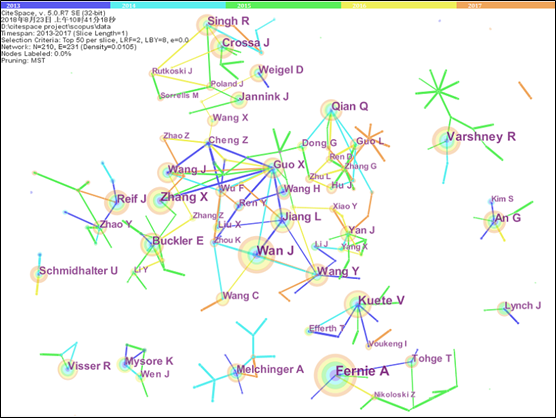 2013 2014 2015 2016 2017
CiteSpace, v. 5.0.R7 SE (32-bit)
2018年8月23日 上午10时41分18秒
D:\citespace project\scopus\data
Timespan: 2013-2017 (Slice Length=1)
Selection Criteria: Top 50 per slice, LRF=2, LBY=8, e=0.0
Network: N=210, E=231 (Density=0.0105)
Nodes Labeled: 0.0%
Pruning: MST
Singh R
Crossa J
Rutkoski J
Weigel D
Poland J
Sorrells M
Jannink J
Qian Q
Wang X
Varshney R
Zhao Z
Cheng Z
Dong G
Guo L
Ren D
Zhang G
Wang J
Guo X
Zhu L
Hu J
Wu F
Wang H
Reif J
Zhang X
Ren Y
Xiao Y
Kim S
Zhang Z
Liu X
Jiang L
An G
Zhao Y
Yan J
Buckler E
Zhou K
Li J
Yang X
Wan J
Schmidhalter U
Li Y
Wang Y
Wang C
Kuete V
Lynch J
Efferth T
Voukeng I
Visser R
Mysore K
Wen J
Melchinger A
Fernie A
Tohge T
Nikoloski Z